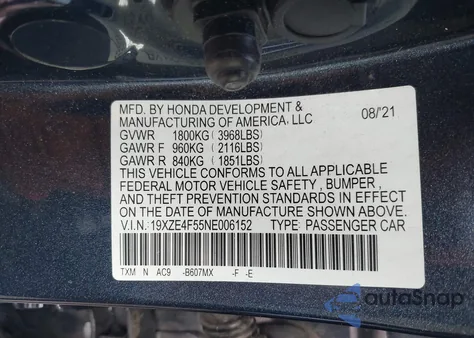 MFD. BY HONDA DEVELOPMENT &
MANUFACTURING OF AMERICA, LLC 08/'21
GVWR 1800KG ( 3968LBS)
GAWR F 960KG ( 2116LBS)
GAWR R 840KG ( 1851LBS)
THIS VEHICLE CONFORMS TO ALL APPLICABLE
FEDERAL MOTOR VEHICLE SAFETY , BUMPER ,
AND THEFT PREVENTION STANDARDS IN EFFECT
ON THE DATE OF MANUFACTURE SHOWN ABOVE.
V.I.N.: 19XZE4F55NE006152 TYPE: PASSENGER CAR
TXM N AC9 -B607MX -F -E
autoSnap